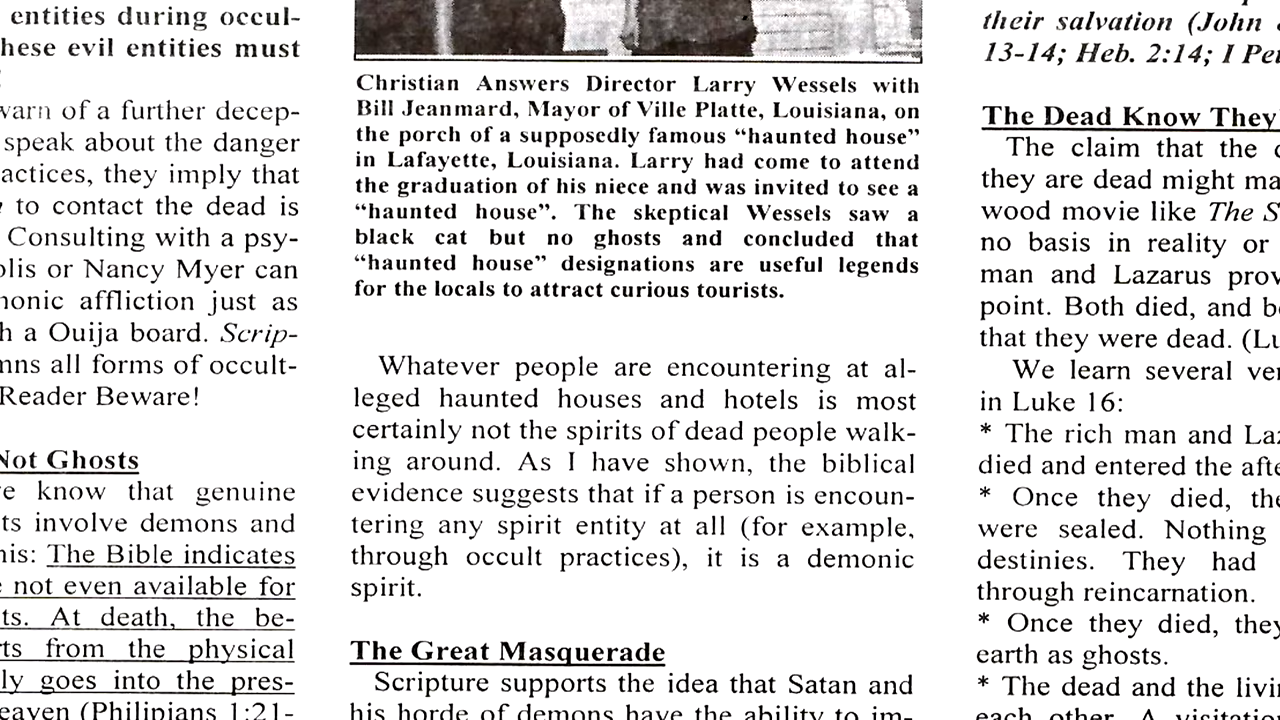 entities during occul-
hese evil entities must
warn of a further decep-
speak about the danger
actices, they imply that
to contact the dead is
Consulting with a psy-
olis or Nancy Myer can
nonic affliction just as
h a Ouija board. Scrip-
mns all forms of occult-
Reader Beware!
Not Ghosts
e know that genuine
ts involve demons and
his: The Bible indicates
e not even available for
ts. At death, the be-
rts from the physical
ly goes into the pres-
eaven (Philipians 1:21-
Christian Answers Director Larry Wessels with
Bill Jeanmard, Mayor of Ville Platte, Louisiana, on
the porch of a supposedly famous “haunted house”
in Lafayette, Louisiana. Larry had come to attend
the graduation of his niece and was invited to see a
“haunted house”. The skeptical Wessels saw a
black cat but no ghosts and concluded that
“haunted house” designations are useful legends
for the locals to attract curious tourists.
Whatever people are encountering at al-
leged haunted houses and hotels is most
certainly not the spirits of dead people walk-
ing around. As I have shown, the biblical
evidence suggests that if a person is encoun-
tering any spirit entity at all (for example,
through occult practices), it is a demonic
spirit.
The Great Masquerade
Scripture supports the idea that Satan and
his horde of demons have the ability to im-
their salvation (John
13-14; Heb. 2:14; I Pet
The Dead Know They
The claim that the
they are dead might ma
wood movie like The S
no basis in reality or
man and Lazarus prov
point. Both died, and b
that they were dead. (Lu
We learn several ver
in Luke 16:
* The rich man and Laz
died and entered the afte
* Once they died, the
were sealed. Nothing
destinies. They had
through reincarnation.
* Once they died, they
earth as ghosts.
* The dead and the livin
each other. A visitatio